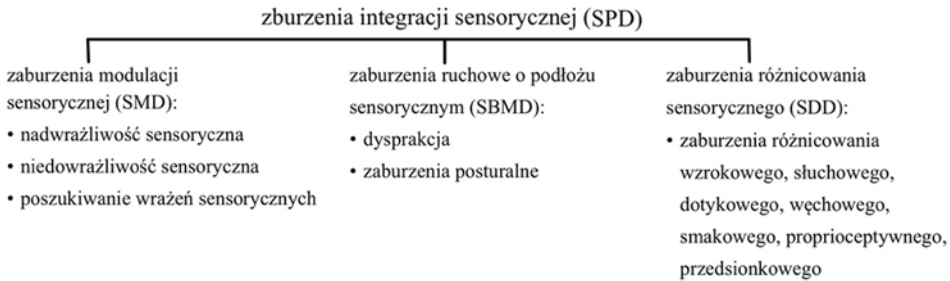 zburzenia integracji sensorycznej (SPD)
zaburzenia modulacji
sensorycznej (SMD):
• nadwrażliwość sensoryczna
• niedowrażliwość sensoryczna
• poszukiwanie wrażeń sensorycznych
zaburzenia ruchowe o podłożu
sensorycznym (SBMD):
• dysprakcja
• zaburzenia posturalne
zaburzenia różnicowania
sensorycznego (SDD):
• zaburzenia różnicowania
wzrokowego, słuchowego,
dotykowego, węchowego,
smakowego, proprioceptywnego,
przedsionkowego